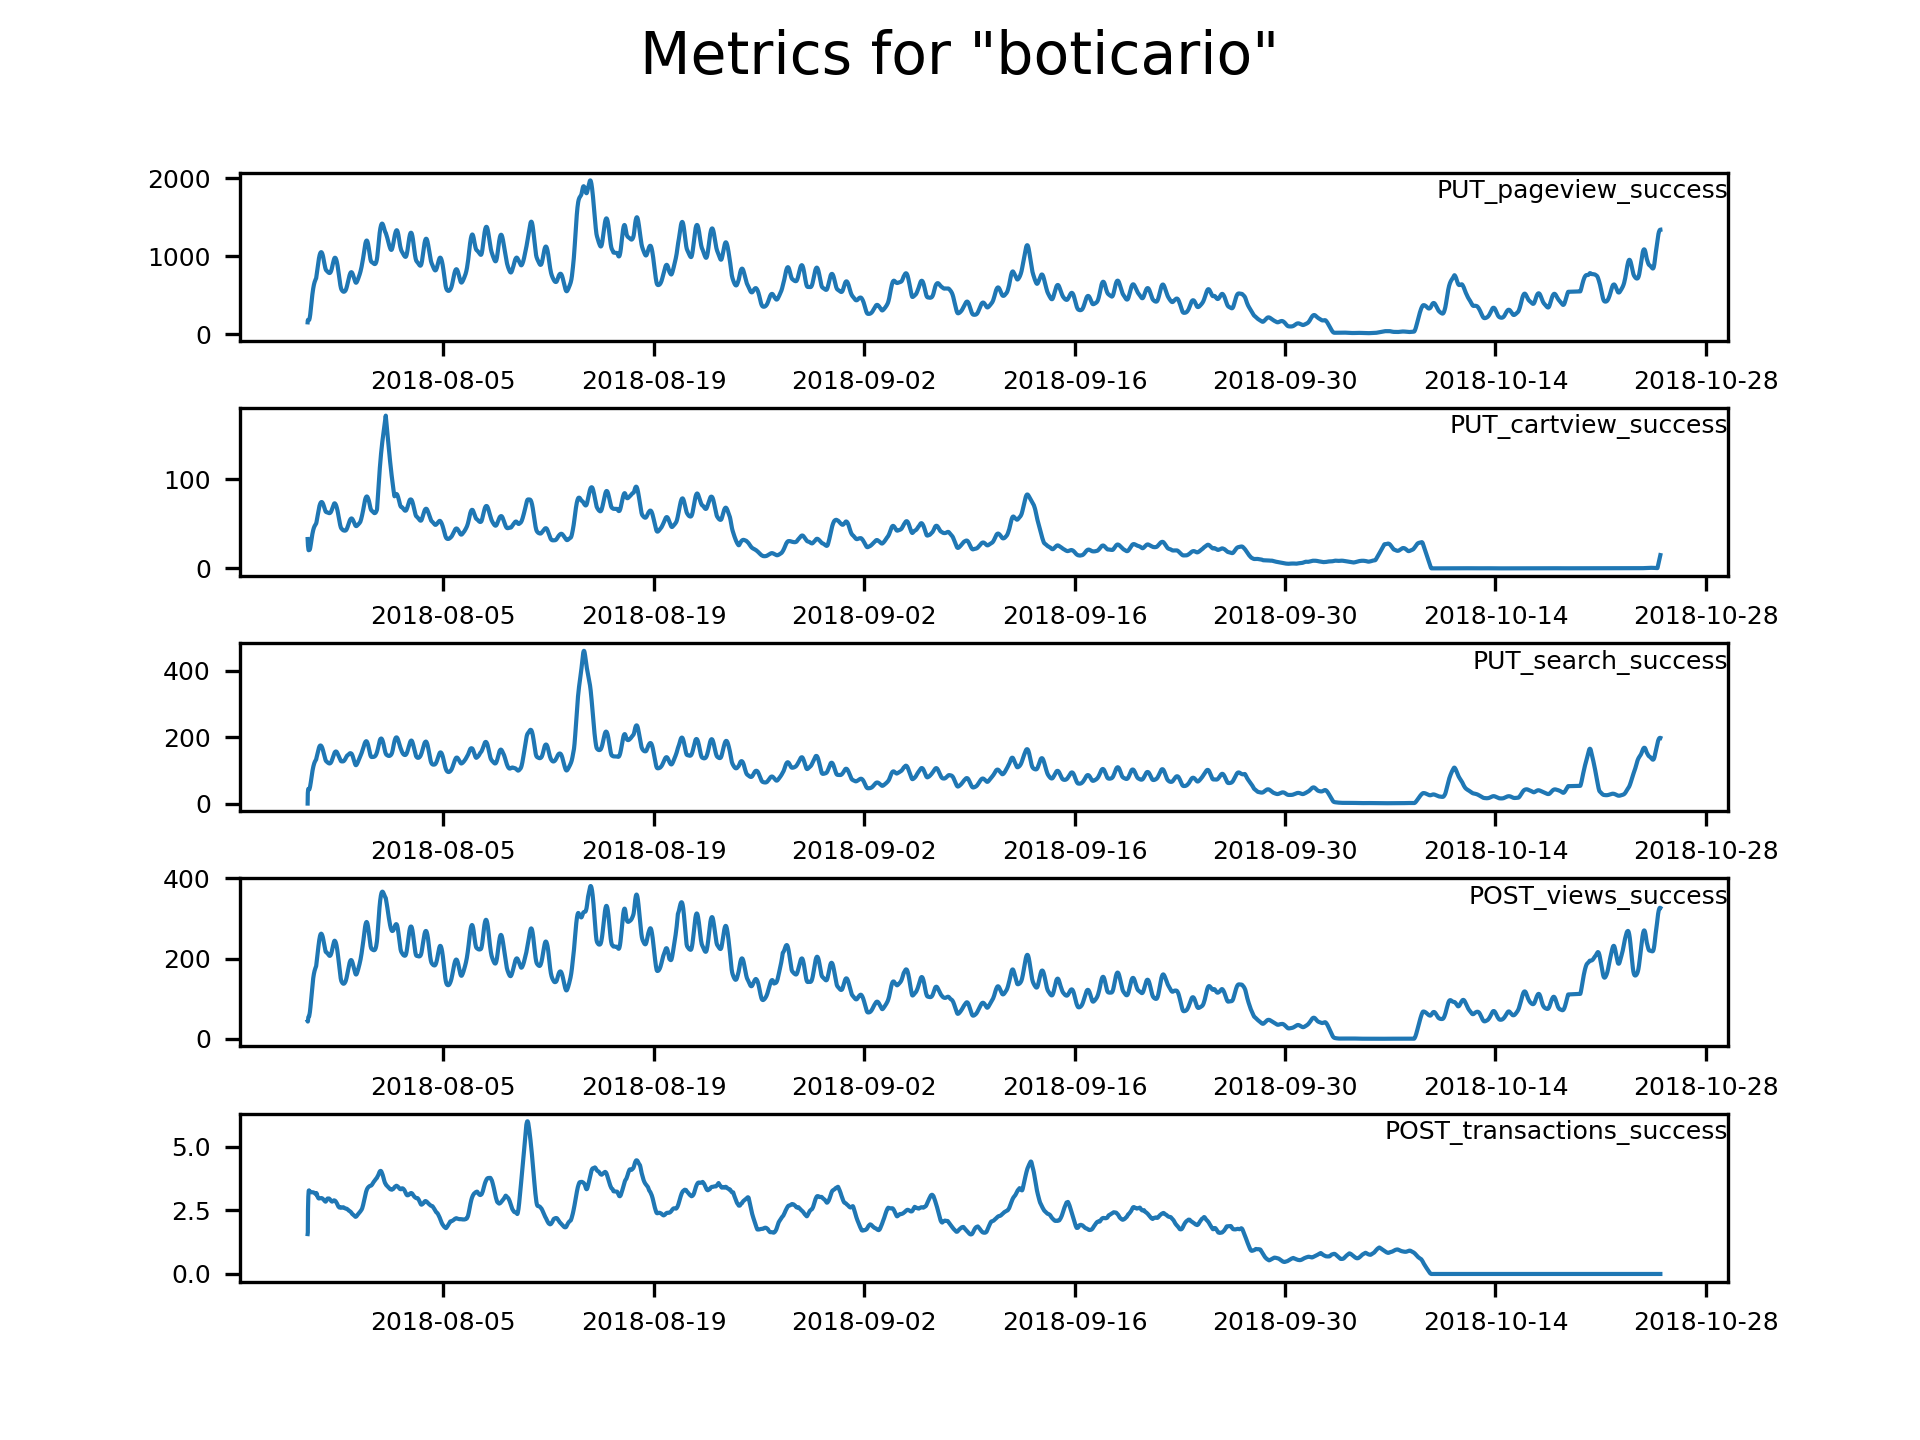 Metrics for "boticario"
PUT_pageview_success
2000
1000
0
2018-08-05 2018-08-19 2018-09-02 2018-09-16 2018-09-30 2018-10-14 2018-10-28
PUT_cartview_success
100
0
2018-08-05 2018-08-19 2018-09-02 2018-09-16 2018-09-30 2018-10-14 2018-10-28
PUT_search_success
400
200
0
2018-08-05 2018-08-19 2018-09-02 2018-09-16 2018-09-30 2018-10-14 2018-10-28
POST_views_success
400
200
0
2018-08-05 2018-08-19 2018-09-02 2018-09-16 2018-09-30 2018-10-14 2018-10-28
POST_transactions_success
5.0
2.5
0.0
2018-08-05 2018-08-19 2018-09-02 2018-09-16 2018-09-30 2018-10-14 2018-10-28